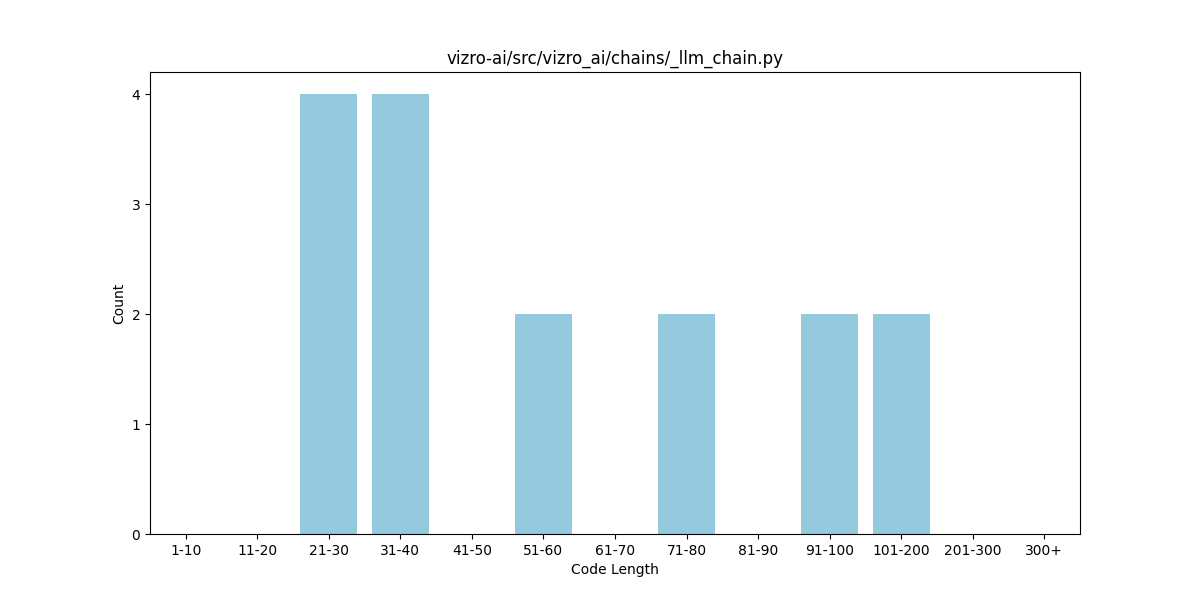 vizro-ai/src/vizro_ai/chains/_llm_chain.py
4
3
2
1
0
Count
1-10 11-20 21-30 31-40 41-50 51-60 61-70 71-80 81-90 91-100 101-200 201-300 300+
Code Length